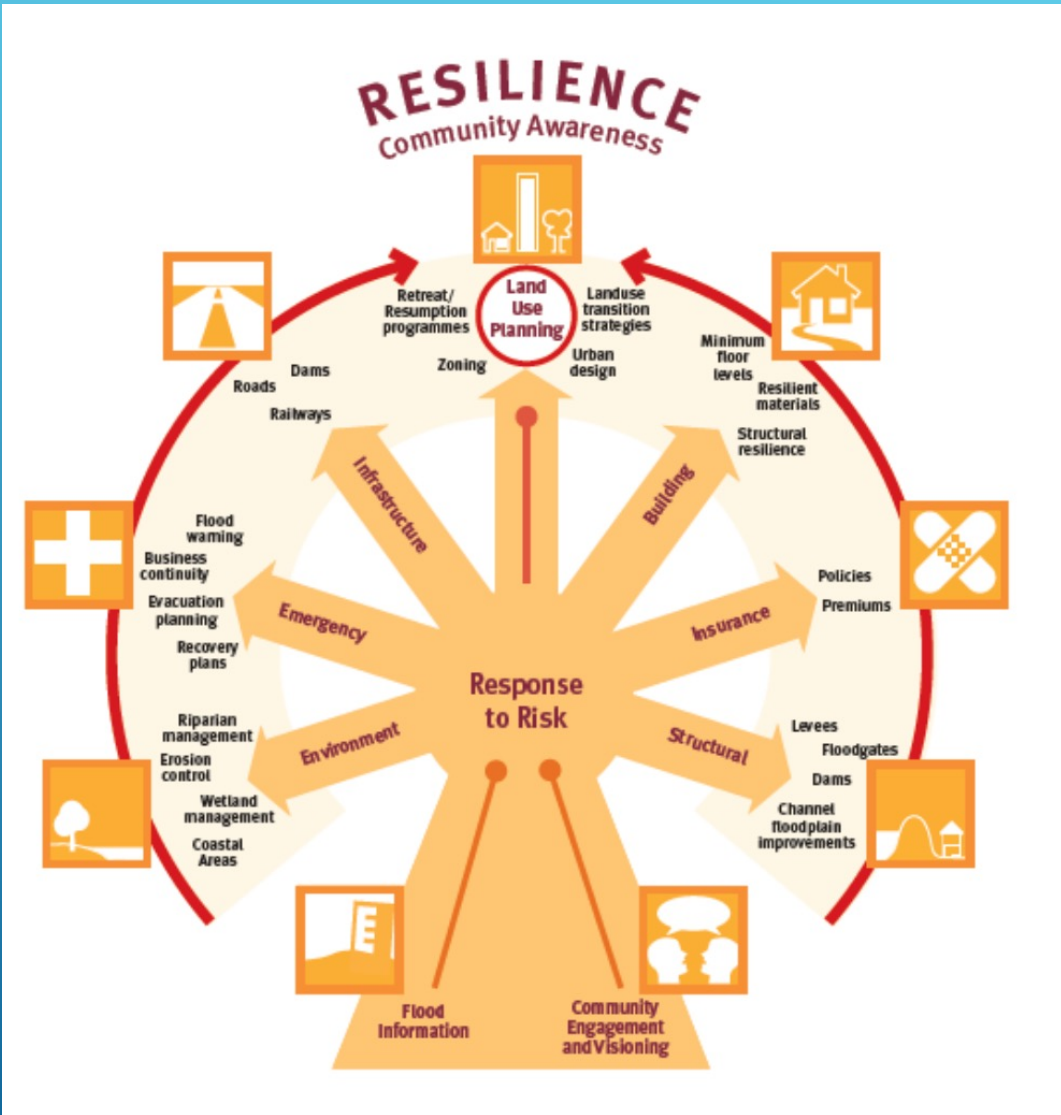 RESILIENCE
Community Awareness
Land
Use
Planning
Retreat/
Resumption
programmes
Zoning
Landuse
transition
strategies
Urban
design
Dams
Roads
Railways
Infrastructure
Minimum
floor
levels
Resilient
materials
Structural
resilience
Building
Flood
warning
Business
continuity
Evacuation
planning
Recovery
plans
Emergency
Policies
Premiums
Insurance
Response
to Risk
Riparian
management
Erosion
control
Wetland
management
Coastal
Areas
Environment
Levees
Floodgates
Dams
Channel
floodplain
improvements
Structural
Flood
Information
Community
Engagement
and Visioning